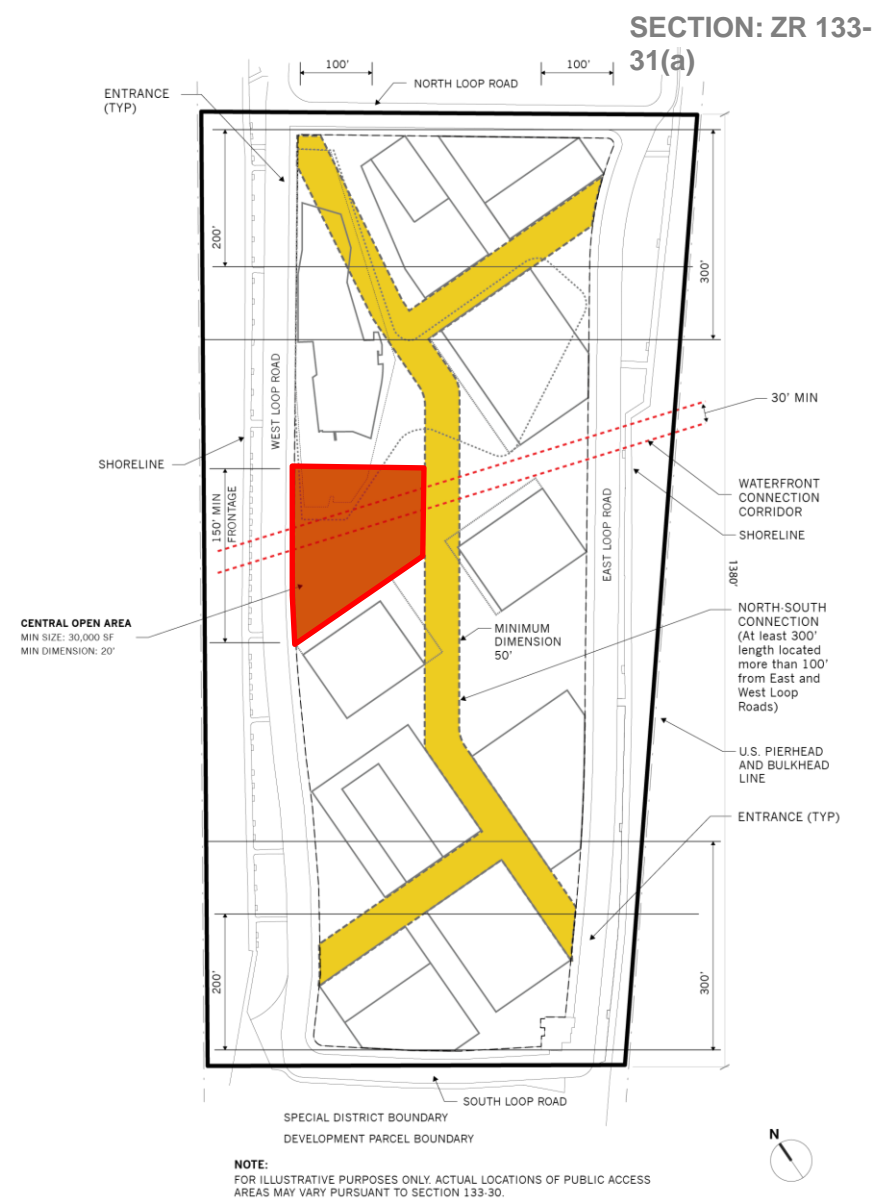 SECTION: ZR 133-
31(a)
100'
100'
NORTH LOOP ROAD
ENTRANCE
(TYP)
200'
300'
WEST LOOP ROAD
30' MIN
SHORELINE
150' MIN
FRONTAGE
WATERFRONT
CONNECTION
CORRIDOR
SHORELINE
EAST LOOP ROAD
1380'
CENTRAL OPEN AREA
MIN SIZE: 30,000 SF
MIN DIMENSION: 20'
MINIMUM
DIMENSION
50'
NORTH-SOUTH
CONNECTION
(At least 300'
length located
more than 100'
from East and
West Loop
Roads)
U.S. PIERHEAD
AND BULKHEAD
LINE
ENTRANCE (TYP)
200'
300'
SOUTH LOOP ROAD
SPECIAL DISTRICT BOUNDARY
DEVELOPMENT PARCEL BOUNDARY
N
NOTE:
FOR ILLUSTRATIVE PURPOSES ONLY. ACTUAL LOCATIONS OF PUBLIC ACCESS
AREAS MAY VARY PURSUANT TO SECTION 133-30.